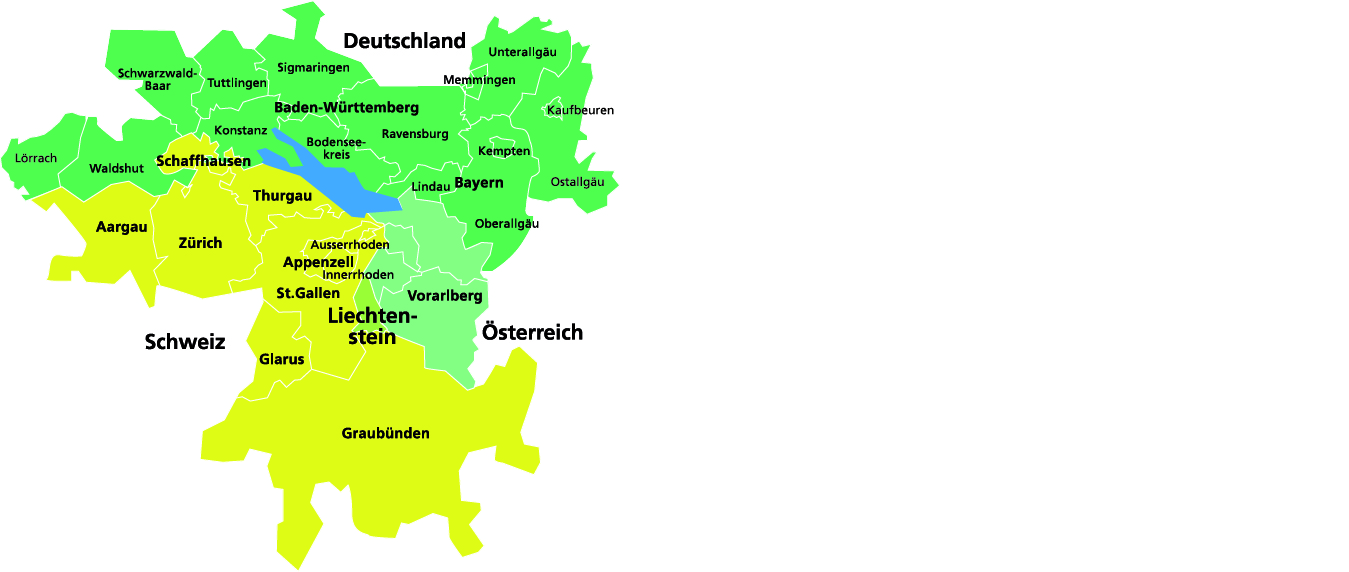 Deutschland
Unterallgäu
Sigmaringen
Schwarzwald-
Baar
Tuttlingen
Memmingen
Baden-Württemberg
Kaufbeuren
Konstanz
Ravensburg
Bodensee-
kreis
Kempten
Lörrach
Schaffhausen
Waldshut
Lindau
Bayern
Ostallgäu
Thurgau
Oberallgäu
Aargau
Zürich
Ausserrhoden
Appenzell
Innerrhoden
St.Gallen
Vorarlberg
Liechten-
stein
Österreich
Schweiz
Glarus
Graubünden